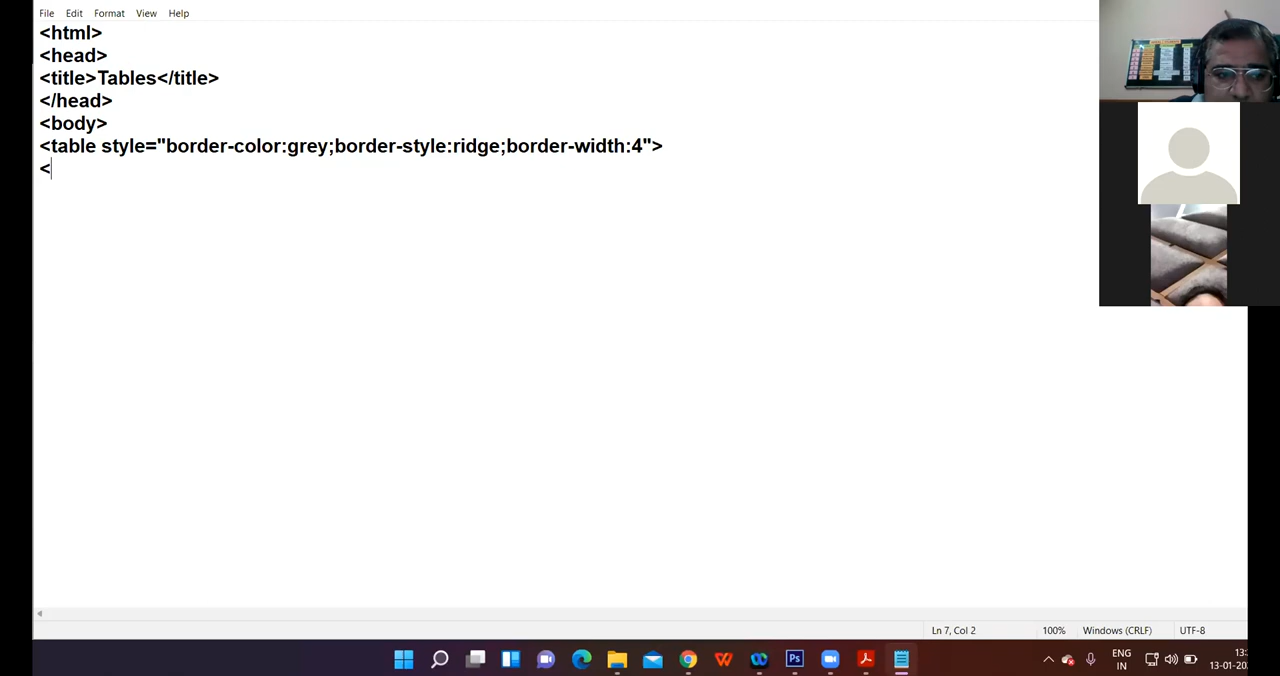 File Edit Format View Help
<html>
<head>
<title>Tables</title>
</head>
<body>
<table style="border-color:grey;border-style:ridge;border-width:4">
<
Ln 7, Col 2 100% Windows (CRLF) UTF-8
Ps
ENG
IN